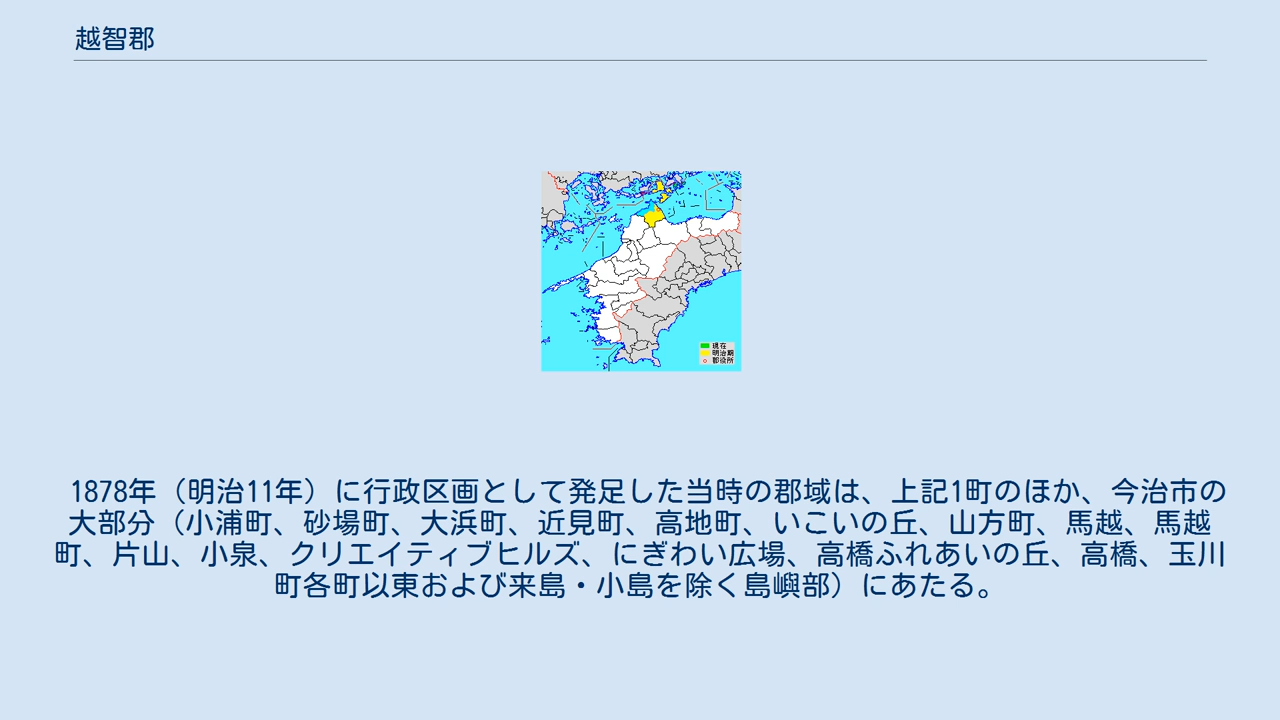 越智郡
現在
明治期
郡役所
1878年（明治11年）に行政区画として発足した当時の郡域は、上記1町のほか、今治市の
大部分（小浦町、砂場町、大浜町、近見町、高地町、いこいの丘、山方町、馬越、馬越
町、片山、小泉、クリエイティブヒルズ、にぎわい広場、高橋ふれあいの丘、高橋、玉川
町各町以東および来島・小島を除く島嶼部）にあたる。